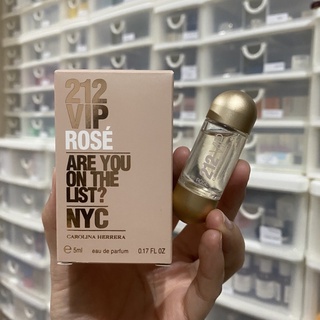 212
VIP
ROSÉ
ARE YOU
ON THE
LIST?
NYC
CAROLINA HERRERA
℮ 5ml eau de parfum 0.17 FL OZ
212